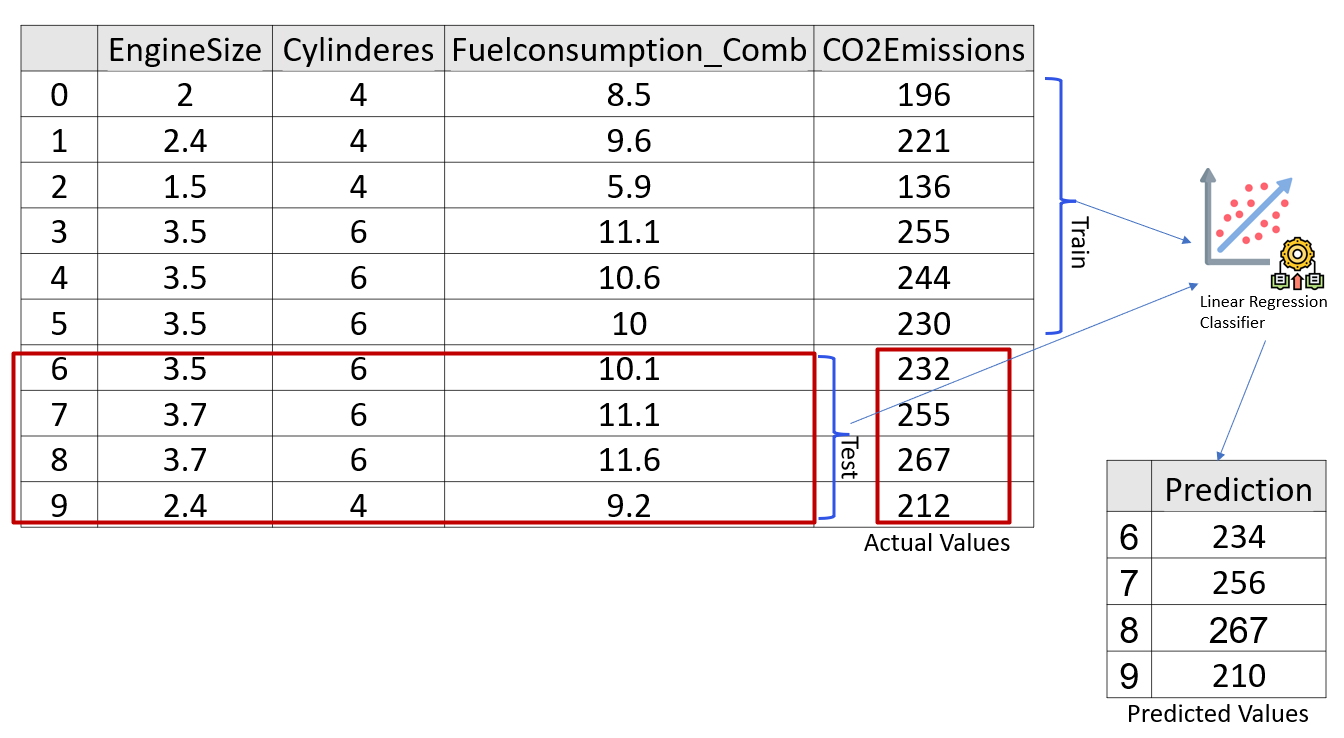 EngineSize Cylinderes Fuelconsumption_Comb CO2Emissions
0 2 4 8.5 196
1 2.4 4 9.6 221
2 1.5 4 5.9 136
3 3.5 6 11.1 255
4 3.5 6 10.6 244
5 3.5 6 10 230
6 3.5 6 10.1 232
7 3.7 6 11.1 255
8 3.7 6 11.6 267
9 2.4 4 9.2 212
Train
Test
Actual Values
Linear Regression
Classifier
Prediction
6 234
7 256
8 267
9 210
Predicted Values